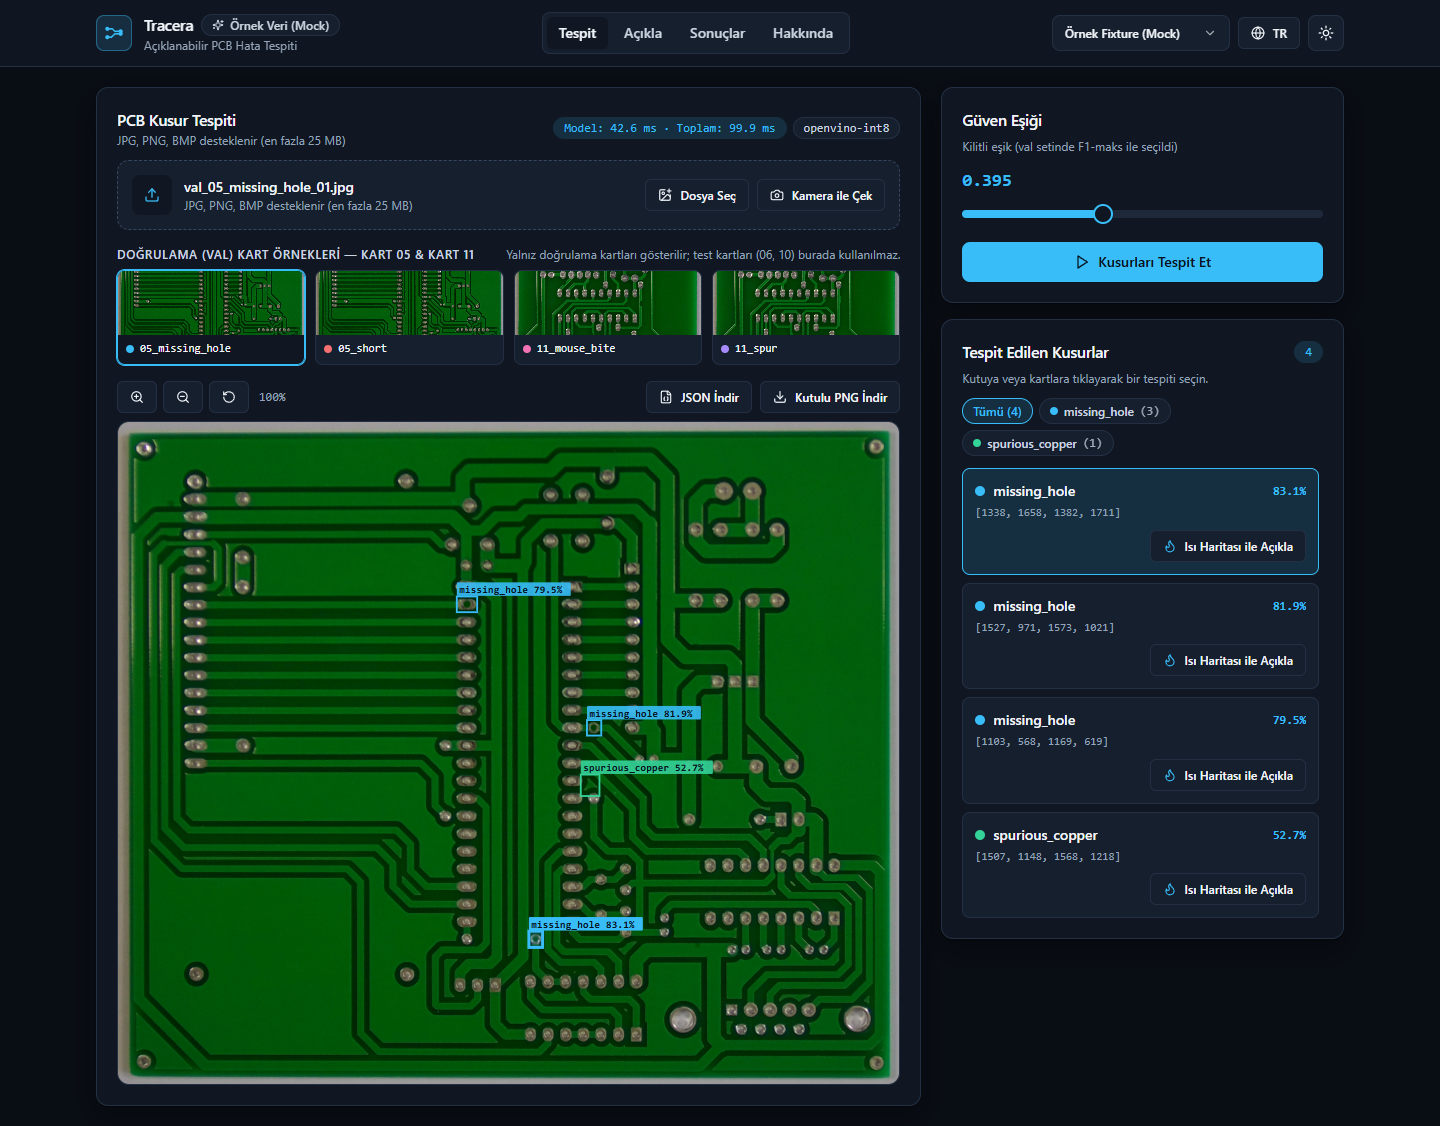 Tracera
Örnek Veri (Mock)
Açıklanabilir PCB Hata Tespiti
Tespit
Açıkla
Sonuçlar
Hakkında
Örnek Fixture (Mock)
TR
PCB Kusur Tespiti
JPG, PNG, BMP desteklenir (en fazla 25 MB)
Model: 42.6 ms · Toplam: 99.9 ms
openvino-int8
val_05_missing_hole_01.jpg
JPG, PNG, BMP desteklenir (en fazla 25 MB)
Dosya Seç
Kamera ile Çek
DOĞRULAMA (VAL) KART ÖRNEKLERİ — KART 05 & KART 11
Yalnız doğrulama kartları gösterilir; test kartları (06, 10) burada kullanılmaz.
05_missing_hole
05_short
11_mouse_bite
11_spur
100%
JSON İndir
Kutulu PNG İndir
missing_hole 79.5%
missing_hole 81.9%
spurious_copper 52.7%
missing_hole 83.1%
Güven Eşiği
Kilitli eşik (val setinde F1-maks ile seçildi)
0.395
Kusurları Tespit Et
Tespit Edilen Kusurlar
4
Kutuya veya kartlara tıklayarak bir tespiti seçin.
Tümü (4)
missing_hole (3)
spurious_copper (1)
missing_hole
83.1%
[1338, 1658, 1382, 1711]
Isı Haritası ile Açıkla
missing_hole
81.9%
[1527, 971, 1573, 1021]
Isı Haritası ile Açıkla
missing_hole
79.5%
[1103, 568, 1169, 619]
Isı Haritası ile Açıkla
spurious_copper
52.7%
[1507, 1148, 1568, 1218]
Isı Haritası ile Açıkla